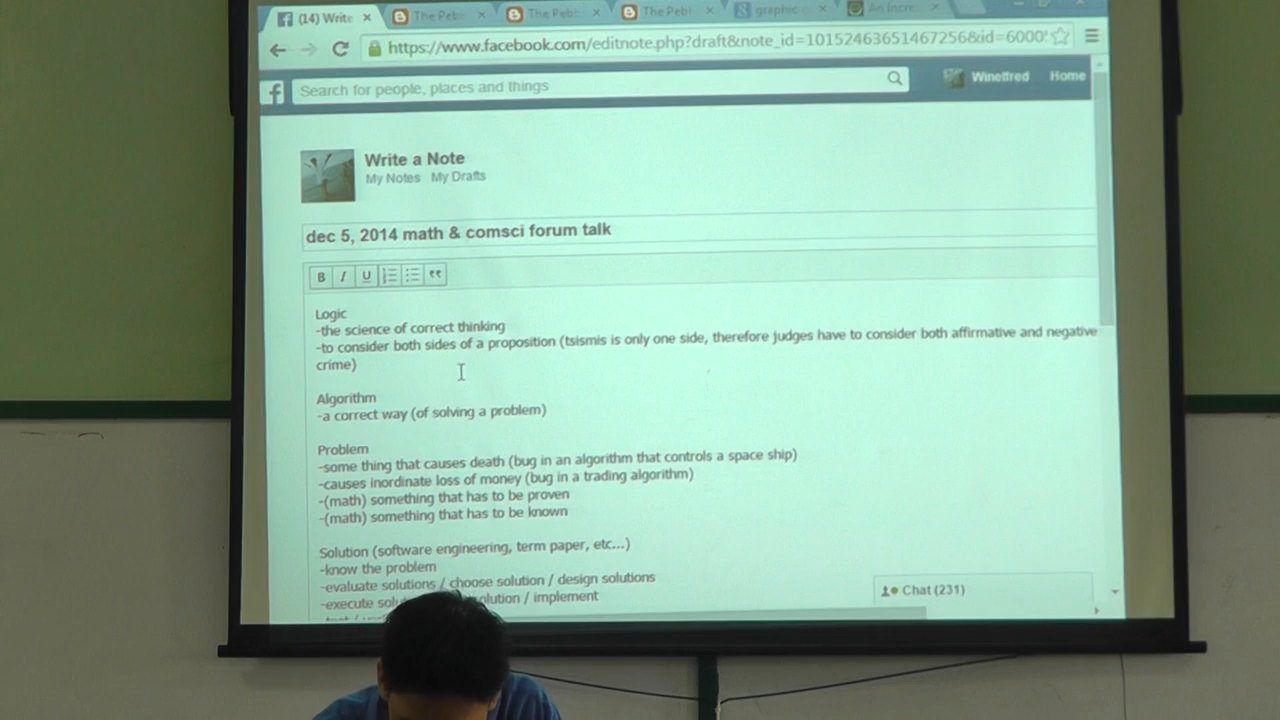 (14) Write
The Peb
The Peb
The Pebl
graphic
An Incre
https://www.facebook.com/editnote.php?draft&note_id=10152463651467256&id=6000
Search for people, places and things
Winelfred Home
Write a Note
My Notes My Drafts
dec 5, 2014 math & comsci forum talk
B I U
Logic
-the science of correct thinking
-to consider both sides of a proposition (tsismis is only one side, therefore judges have to consider both affirmative and negative
crime)
Algorithm
-a correct way (of solving a problem)
Problem
-some thing that causes death (bug in an algorithm that controls a space ship)
-causes inordinate loss of money (bug in a trading algorithm)
-(math) something that has to be proven
-(math) something that has to be known
Solution (software engineering, term paper, etc...)
-know the problem
-evaluate solutions / choose solution / design solutions
-execute olution / implement
Chat (231)